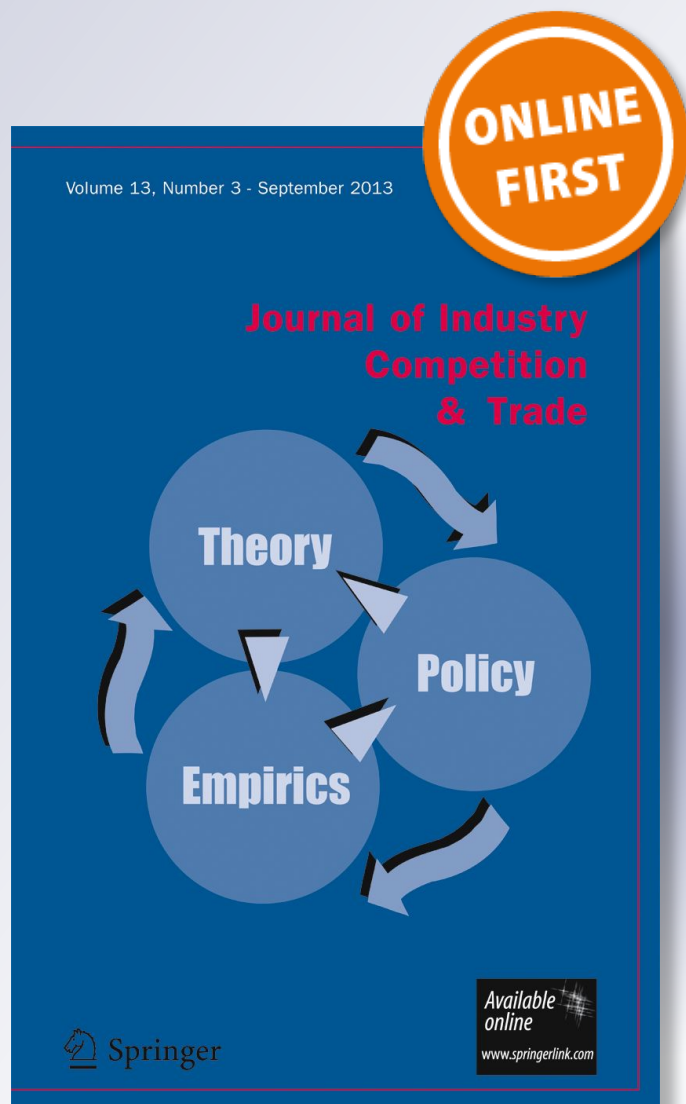 ONLINE
FIRST
Volume 13, Number 3 - September 2013
Journal of Industry
Competition
& Trade
Theory
Policy
Empirics
Available
online
www.springerlink.com
Springer